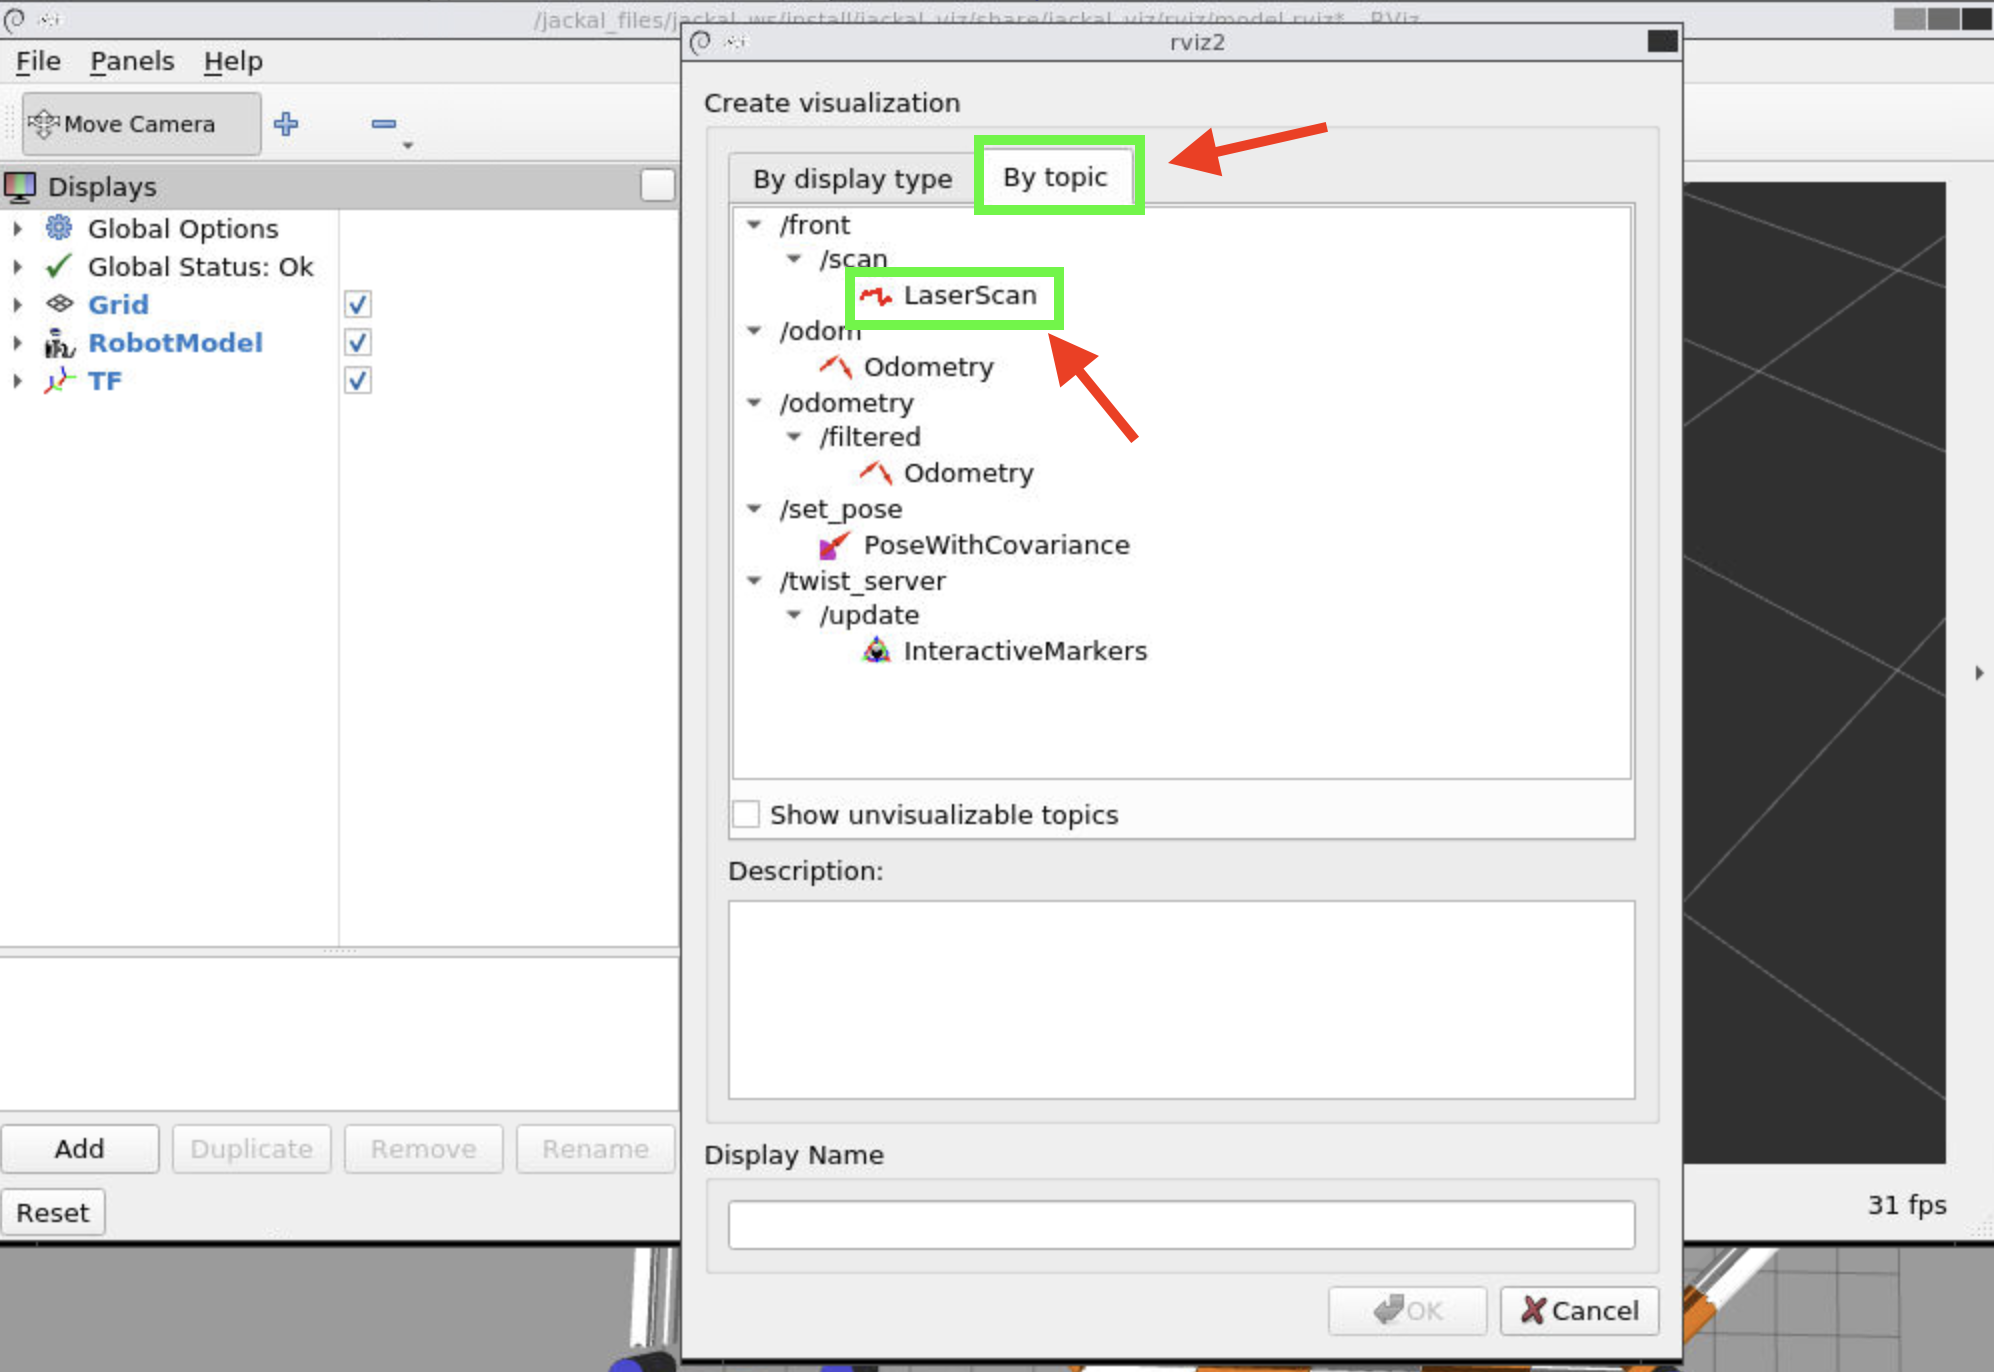 /jackal_files/jackal_ws/install/jackal_viz/share/jackal_viz/rviz/model.rviz* - RViz
rviz2
File Panels Help
Move Camera
Displays
Global Options
Global Status: Ok
Grid
RobotModel
TF
Add
Duplicate
Remove
Rename
Reset
Create visualization
By display type
By topic
/front
/scan
LaserScan
/odom
Odometry
/odometry
/filtered
Odometry
/set_pose
PoseWithCovariance
/twist_server
/update
InteractiveMarkers
Show unvisualizable topics
Description:
Display Name
OK
Cancel
31 fps